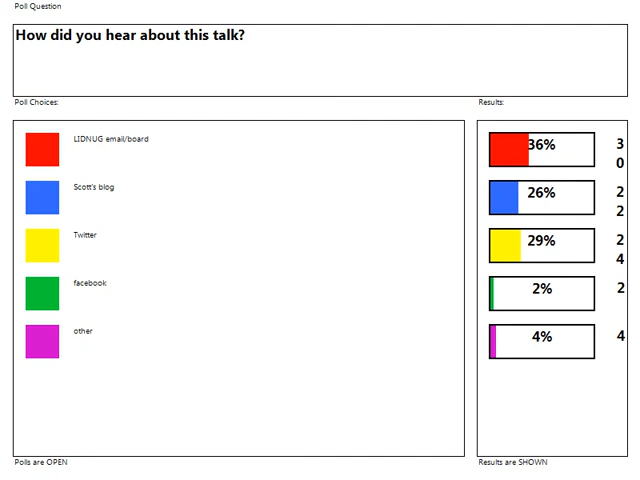 Poll Question
How did you hear about this talk?
Poll Choices:
Results:
LIDNUG email/board
36%
3
0
Scott's blog
26%
2
2
Twitter
29%
2
4
facebook
2%
2
other
4%
4
Polls are OPEN
Results are SHOWN